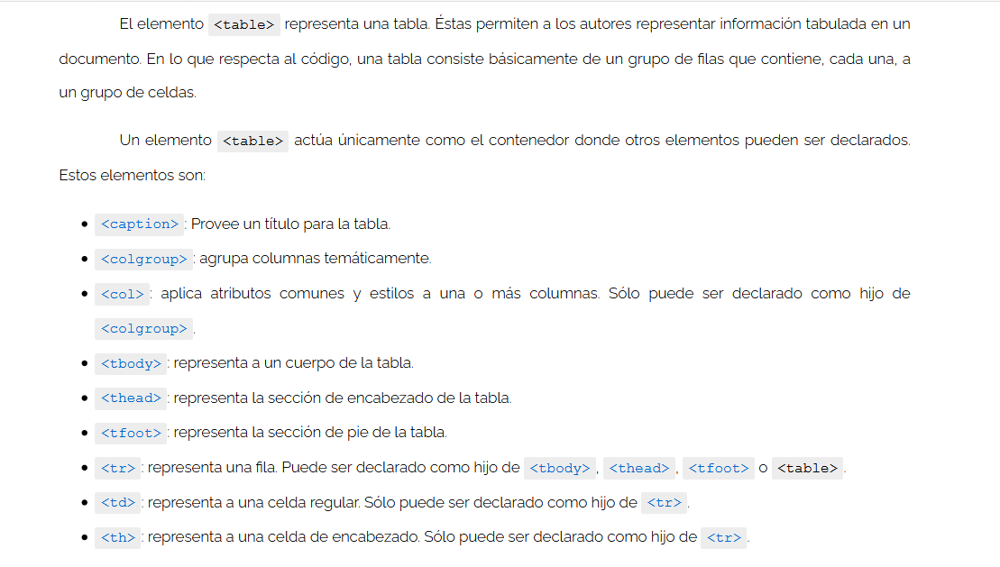 El elemento <table> representa una tabla. Éstas permiten a los autores representar información tabulada en un
documento. En lo que respecta al código, una tabla consiste básicamente de un grupo de filas que contiene, cada una, a
un grupo de celdas.
Un elemento <table> actúa únicamente como el contenedor donde otros elementos pueden ser declarados.
Estos elementos son:
• <caption>: Provee un título para la tabla.
• <colgroup>: agrupa columnas temáticamente.
• <col>: aplica atributos comunes y estilos a una o más columnas. Sólo puede ser declarado como hijo de
<colgroup>.
• <tbody>: representa a un cuerpo de la tabla.
• <thead>: representa la sección de encabezado de la tabla.
• <tfoot>: representa la sección de pie de la tabla.
• <tr>: representa una fila. Puede ser declarado como hijo de <tbody>, <thead>, <tfoot> o <table>.
• <td>: representa a una celda regular. Sólo puede ser declarado como hijo de <tr>.
• <th>: representa a una celda de encabezado. Sólo puede ser declarado como hijo de <tr>.